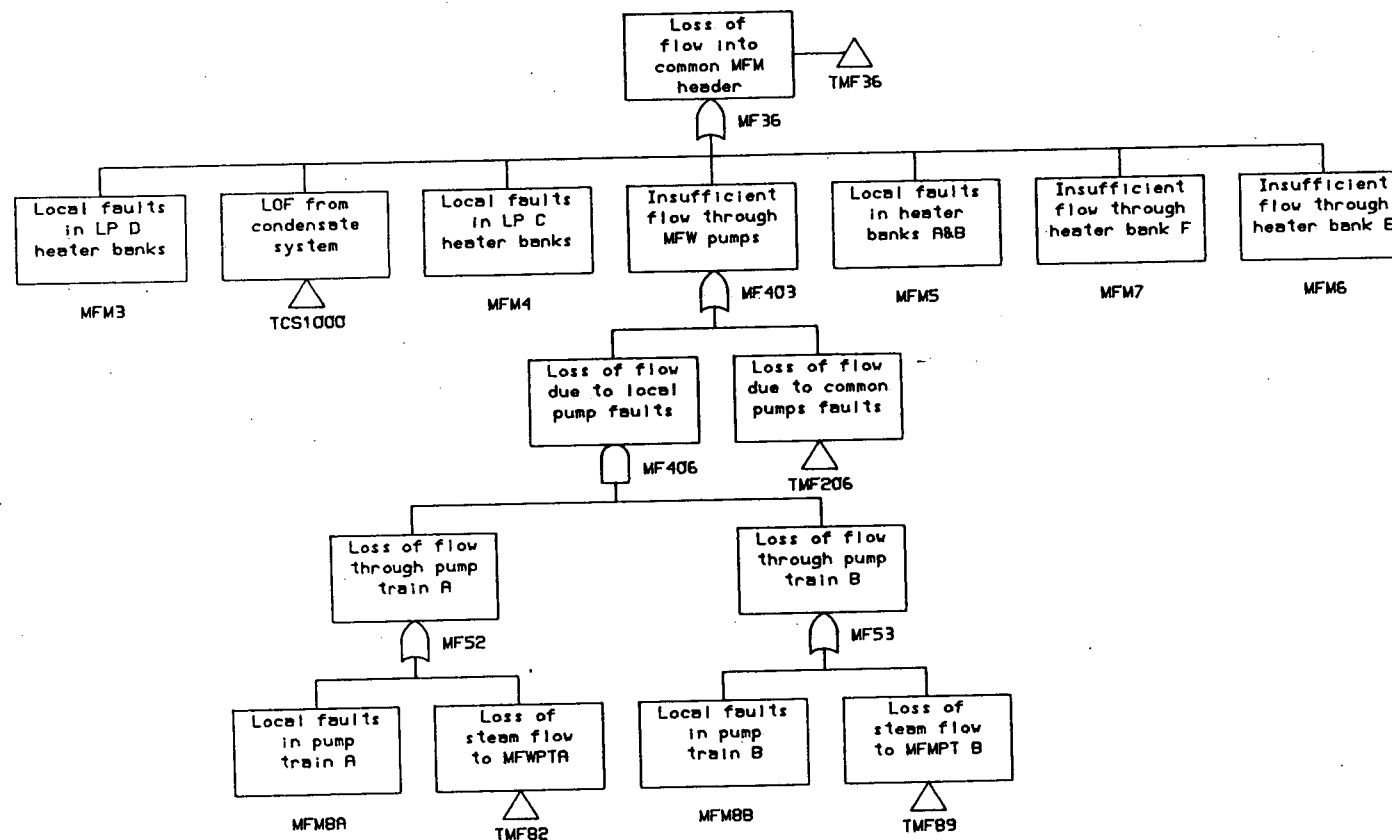 Loss of
flow into
common MFM
header
TMF36
MF36
Local faults
in LP D
heater banks
MFM3
LOF from
condensate
system
TCS1000
Local faults
in LP C
heater banks
MFM4
Insufficient
flow through
MFW pumps
MF403
Local faults
in heater
banks A&B
MFM5
Insufficient
flow through
heater bank F
MFM7
Insufficient
flow through
heater bank E
MFM6
Loss of flow
due to local
pump faults
MF406
Loss of flow
due to common
pumps faults
TMF206
Loss of flow
through pump
train A
MF52
Loss of flow
through pump
train B
MF53
Local faults
in pump
train A
MFM8A
Loss of
steam flow
to MFWPTA
TMF82
Local faults
in pump
train B
MFM8B
Loss of
steam flow
to MFMPT B
TMF89